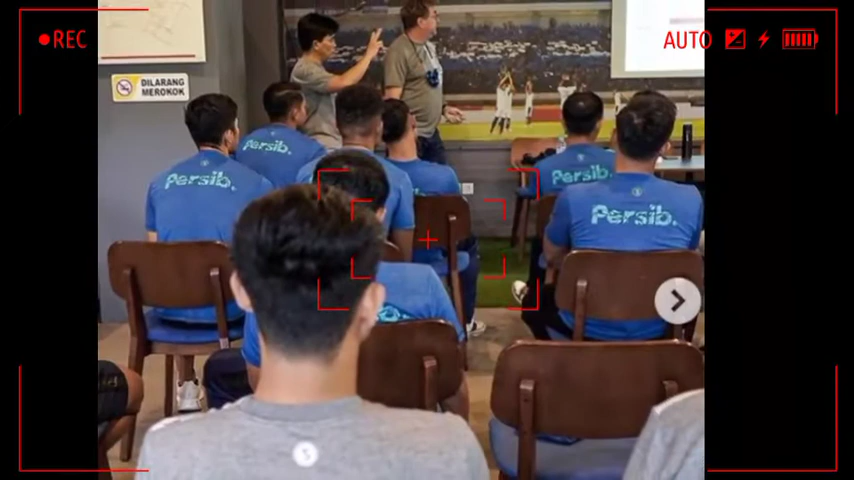 REC
AUTO
DILARANG
MEROKOK
Persib.
Persib.
Persib.
Persib.